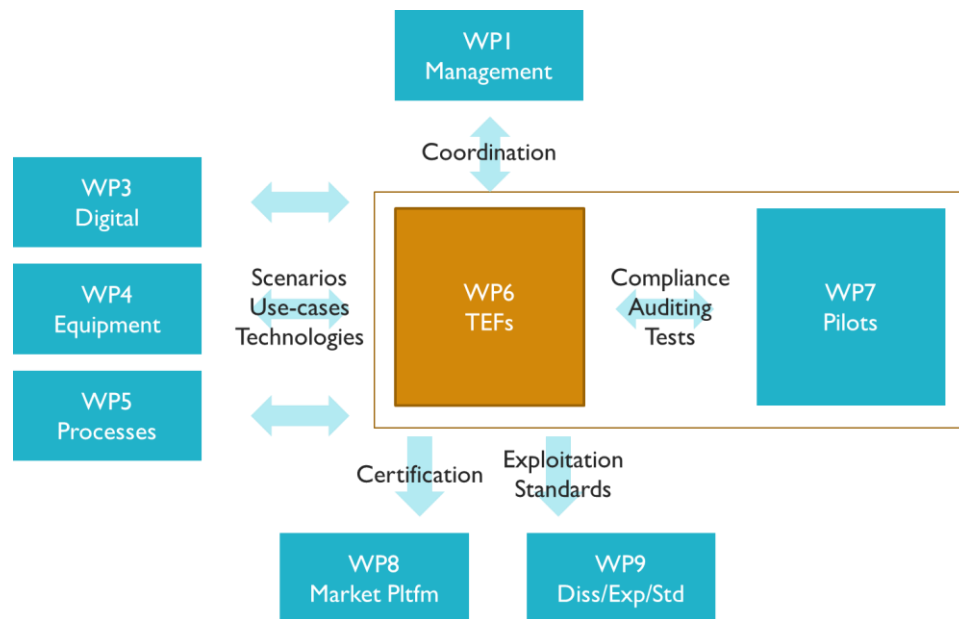 WP1
Management
Coordination
WP3
Digital
WP4
Equipment
WP5
Processes
Scenarios
Use-cases
Technologies
WP6
TEFs
Compliance
Auditing
Tests
WP7
Pilots
Certification
Exploitation
Standards
WP8
Market Pltfm
WP9
Diss/Exp/Std